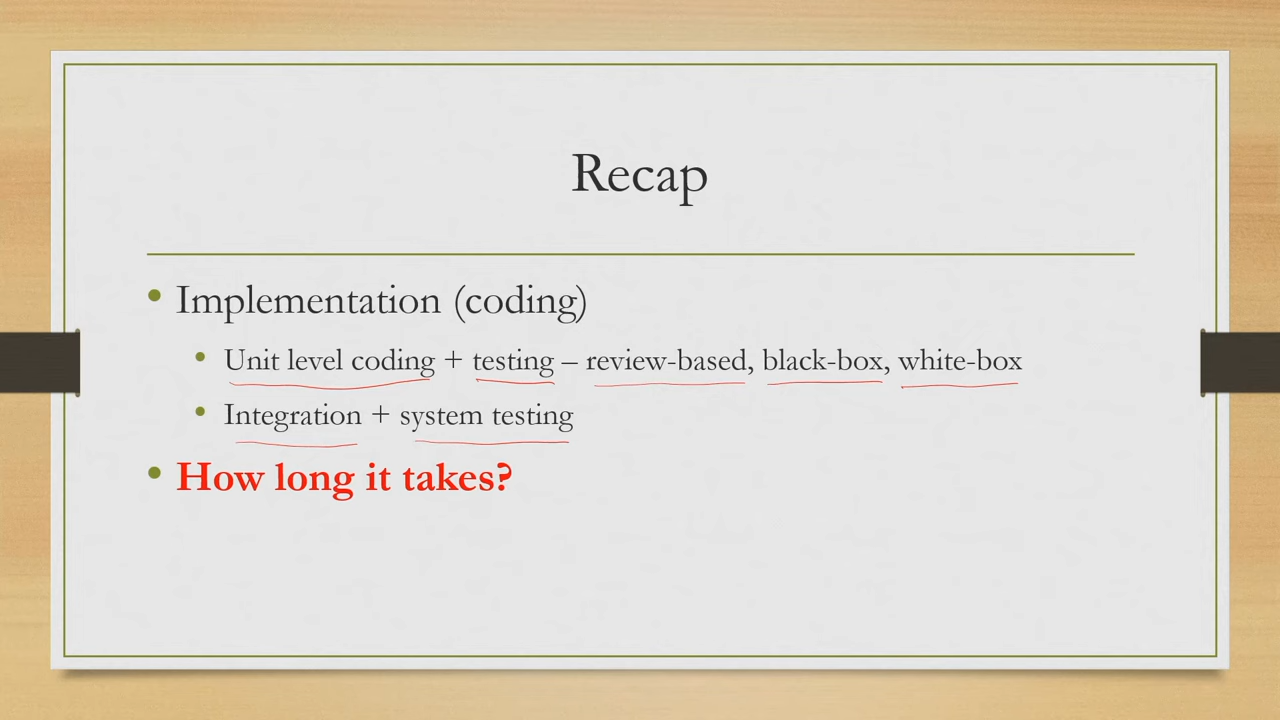 Recap
• Implementation (coding)
• Unit level coding + testing – review-based, black-box, white-box
• Integration + system testing
• How long it takes?